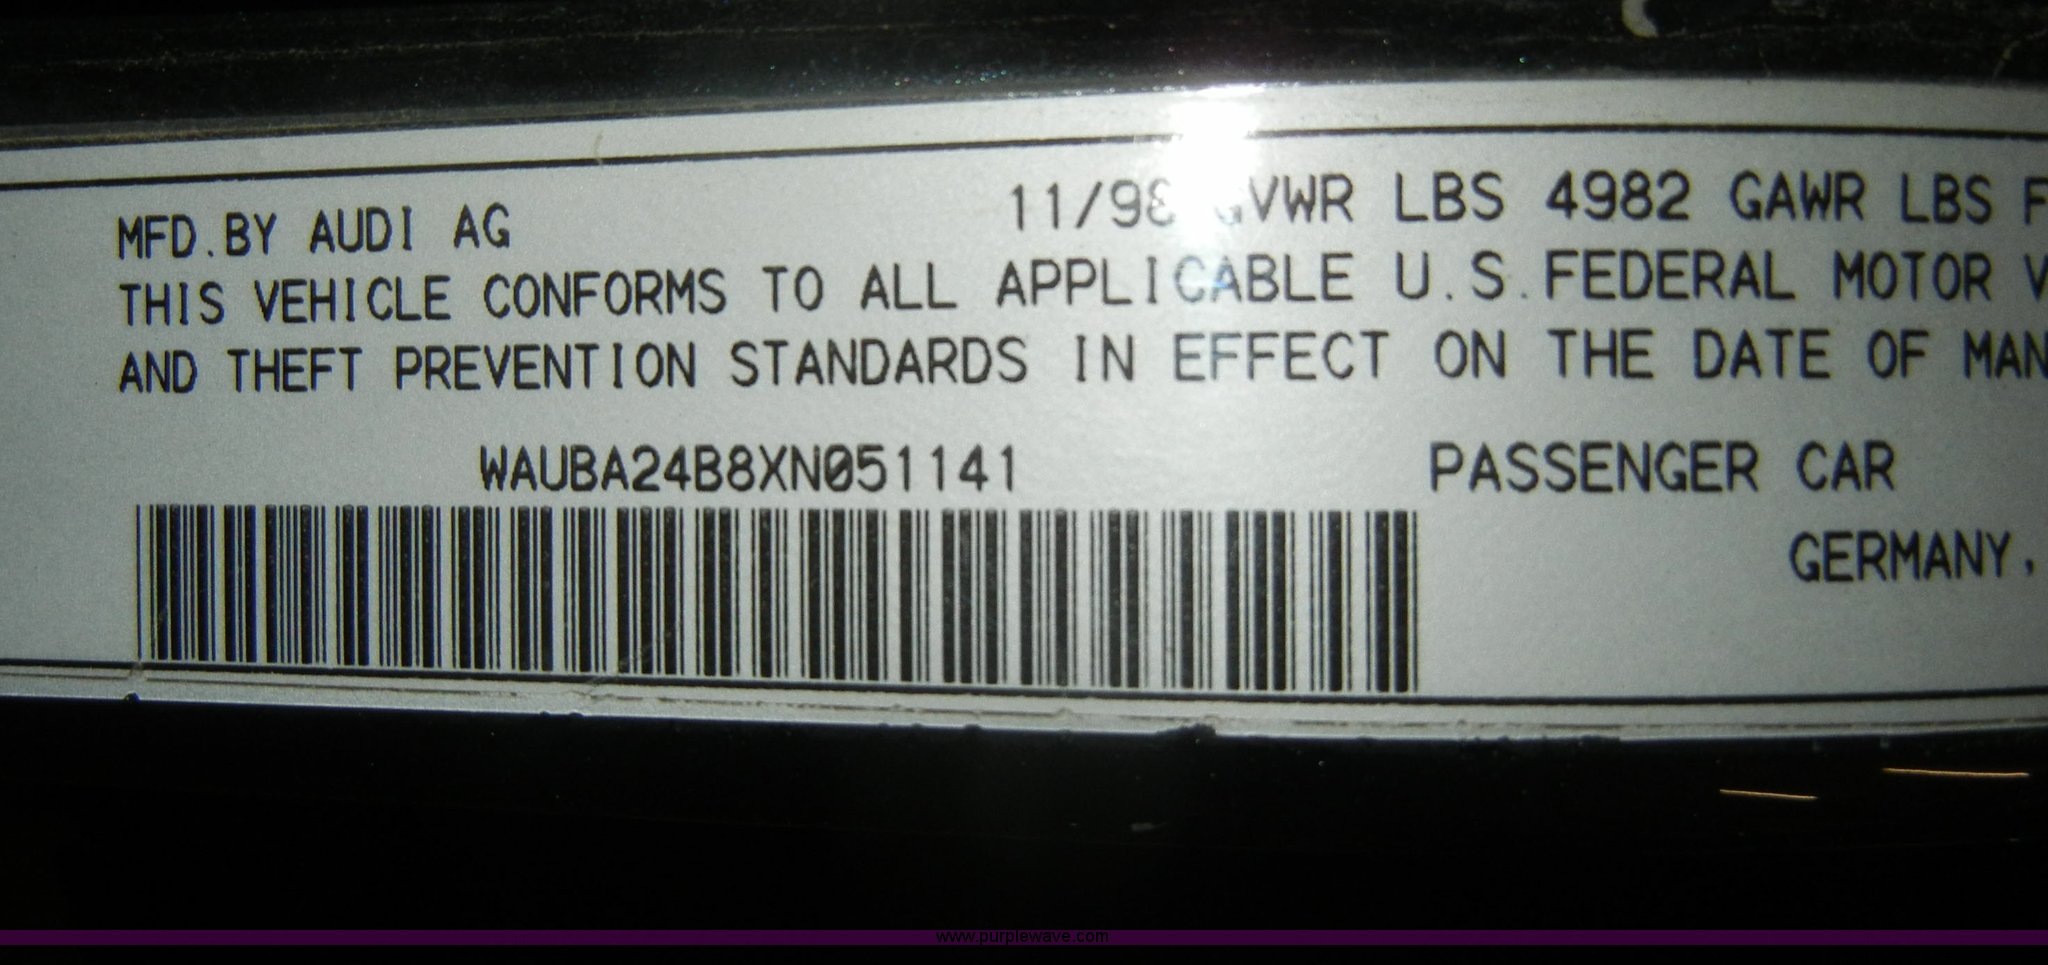 MFD.BY AUDI AG 11/98 GVWR LBS 4982 GAWR LBS F
THIS VEHICLE CONFORMS TO ALL APPLICABLE U.S.FEDERAL MOTOR V
AND THEFT PREVENTION STANDARDS IN EFFECT ON THE DATE OF MAN
WAUBA24B8XN051141 PASSENGER CAR
GERMANY,
www.purplewave.com